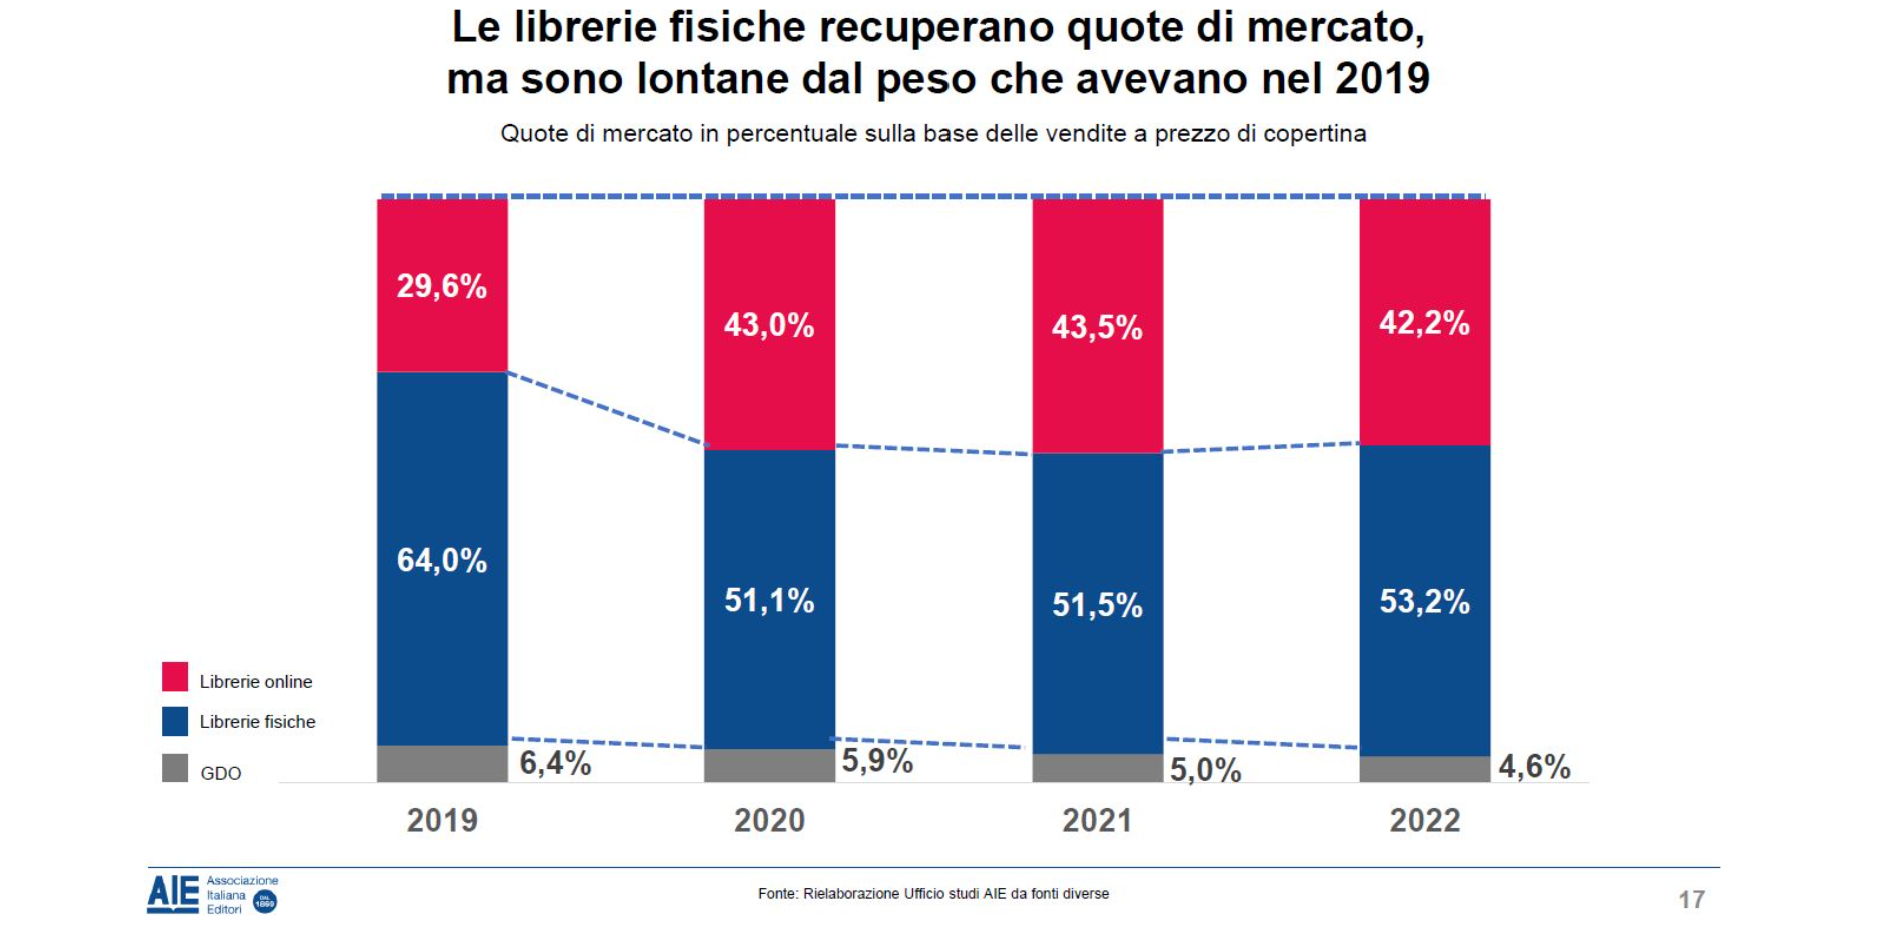 Le librerie fisiche recuperano quote di mercato,
ma sono lontane dal peso che avevano nel 2019
Quote di mercato in percentuale sulla base delle vendite a prezzo di copertina
29,6%
43,0%
43,5%
42,2%
64,0%
51,1%
51,5%
53,2%
Librerie online
Librerie fisiche
GDO
6,4%
5,9%
5,0%
4,6%
2019
2020
2021
2022
AIE
Associazione
Italiana
Editori
DAL
1869
Fonte: Rielaborazione Ufficio studi AIE da fonti diverse
17